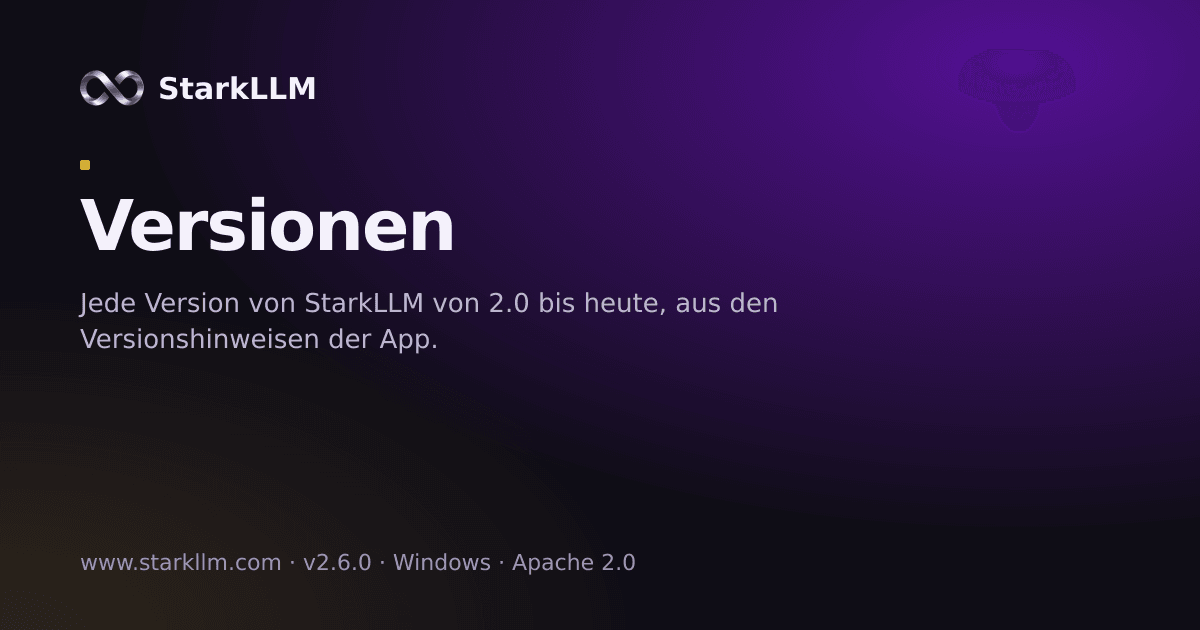 StarkLLM
Versionen
Jede Version von StarkLLM von 2.0 bis heute, aus den
Versionshinweisen der App.
www.starkllm.com · v2.6.0 · Windows · Apache 2.0